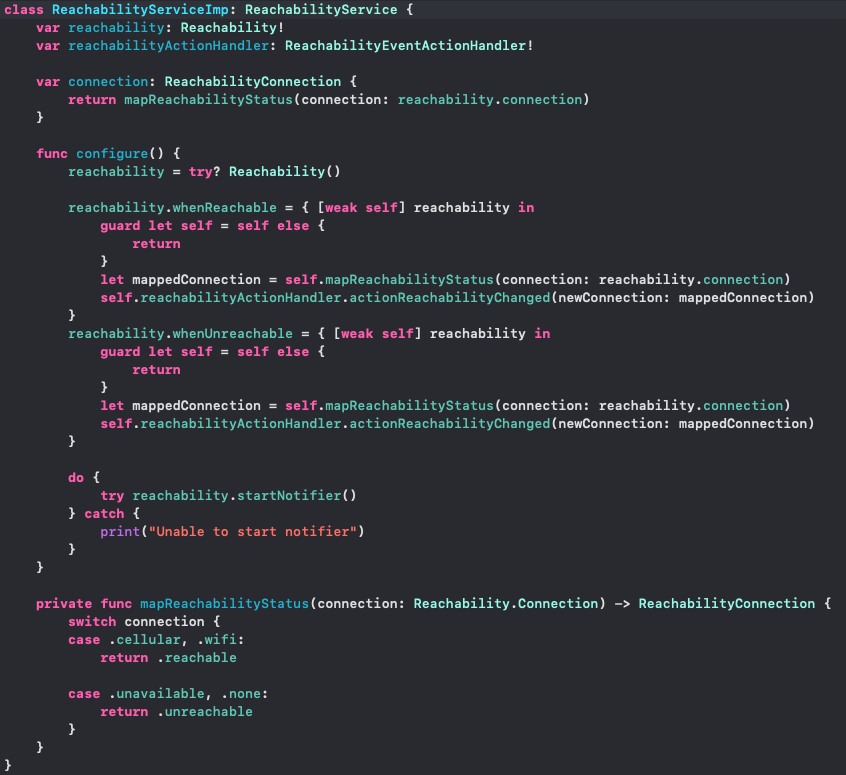 class ReachabilityServiceImp: ReachabilityService {
    var reachability: Reachability!
    var reachabilityActionHandler: ReachabilityEventActionHandler!

    var connection: ReachabilityConnection {
        return mapReachabilityStatus(connection: reachability.connection)
    }

    func configure() {
        reachability = try? Reachability()

        reachability.whenReachable = { [weak self] reachability in
            guard let self = self else {
                return
            }
            let mappedConnection = self.mapReachabilityStatus(connection: reachability.connection)
            self.reachabilityActionHandler.actionReachabilityChanged(newConnection: mappedConnection)
        }
        reachability.whenUnreachable = { [weak self] reachability in
            guard let self = self else {
                return
            }
            let mappedConnection = self.mapReachabilityStatus(connection: reachability.connection)
            self.reachabilityActionHandler.actionReachabilityChanged(newConnection: mappedConnection)
        }

        do {
            try reachability.startNotifier()
        } catch {
            print("Unable to start notifier")
        }
    }

    private func mapReachabilityStatus(connection: Reachability.Connection) -> ReachabilityConnection {
        switch connection {
        case .cellular, .wifi:
            return .reachable

        case .unavailable, .none:
            return .unreachable
        }
    }
}